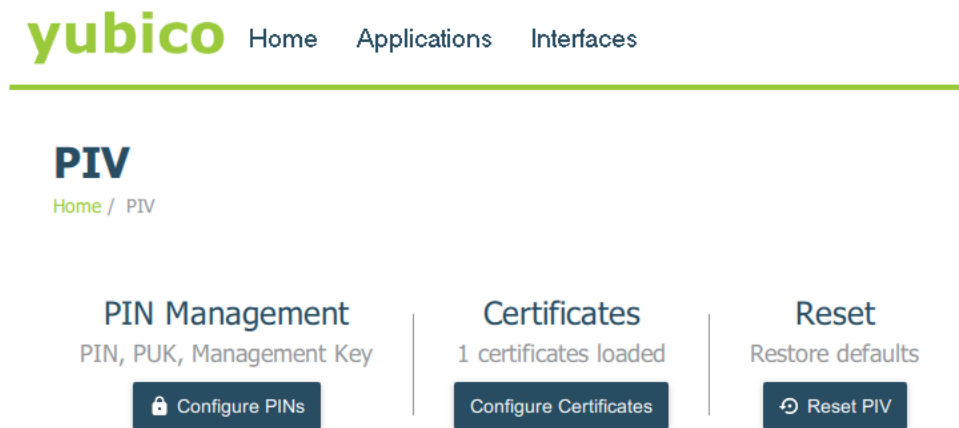 yubico Home Applications Interfaces
PIV
Home / PIV
PIN Management
PIN, PUK, Management Key
Configure PINs
Certificates
1 certificates loaded
Configure Certificates
Reset
Restore defaults
Reset PIV